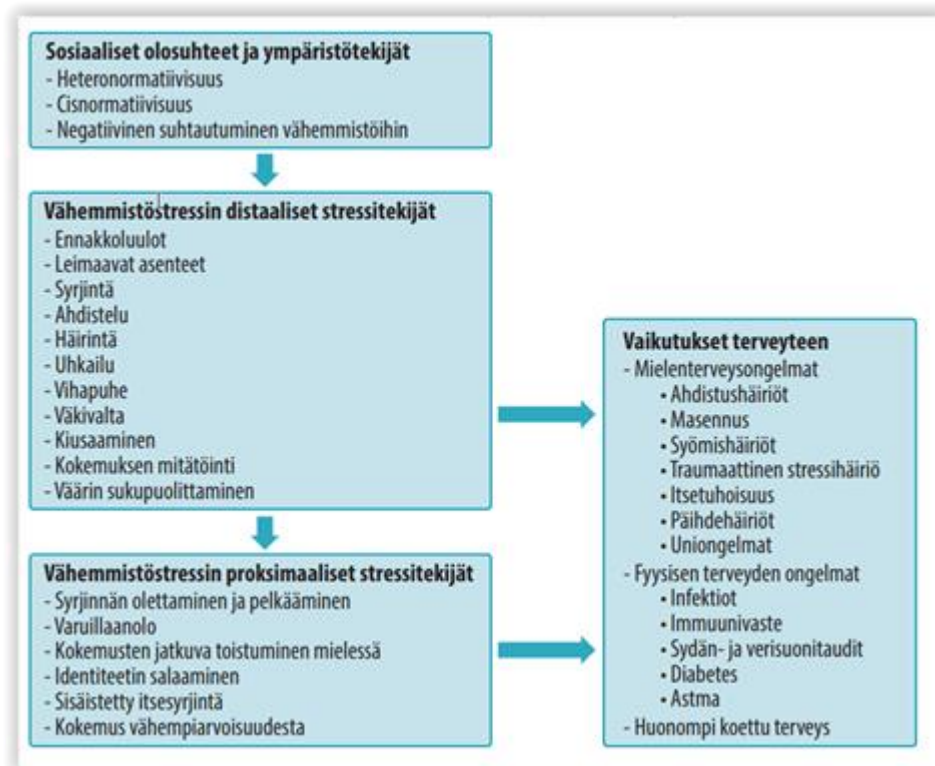 Sosiaaliset olosuhteet ja ympäristötekijät
- Heteronormatiivisuus
- Cisnormatiivisuus
- Negatiivinen suhtautuminen vähemmistöihin
Vähemmistöstressin distaaliset stressitekijät
- Ennakkoluulot
- Leimaavat asenteet
- Syrjintä
- Ahdistelu
- Häirintä
- Uhkailu
- Vihapuhe
- Väkivalta
- Kiusaaminen
- Kokemuksen mitätöinti
- Väärin sukupuolittaminen
Vähemmistöstressin proksimaaliset stressitekijät
- Syrjinnän olettaminen ja pelkääminen
- Varuillaanolo
- Kokemusten jatkuva toistuminen mielessä
- Identiteetin salaaminen
- Sisäistetty itsesyrjintä
- Kokemus vähempiarvoisuudesta
Vaikutukset terveyteen
- Mielenterveysongelmat
• Ahdistushäiriöt
• Masennus
• Syömishäiriöt
• Traumaattinen stressihäiriö
• Itsetuhoisuus
• Päihdehäiriöt
• Uniongelmat
- Fyysisen terveyden ongelmat
• Infektiot
• Immuunivaste
• Sydän- ja verisuonitaudit
• Diabetes
• Astma
- Huonompi koettu terveys